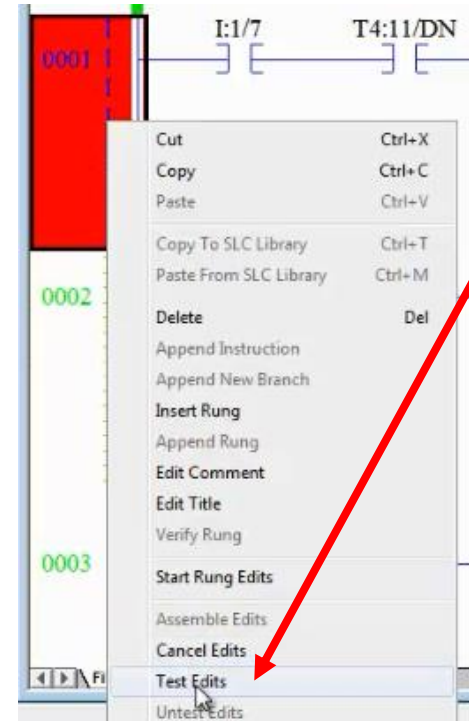 I:1/7 T4:11/DN
0001
Cut Ctrl+X
Copy Ctrl+C
Paste Ctrl+V
Copy To SLC Library Ctrl+T
Paste From SLC Library Ctrl+M
0002
Delete Del
Append Instruction
Append New Branch
Insert Rung
Append Rung
Edit Comment
Edit Title
Verify Rung
0003
Start Rung Edits
Assemble Edits
Cancel Edits
Test Edits
Untest Edits